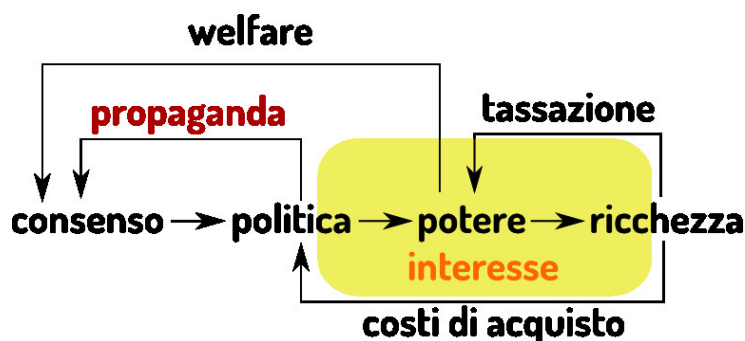 welfare
propaganda
tassazione
consenso politica potere ricchezza
interesse
costi di acquisto